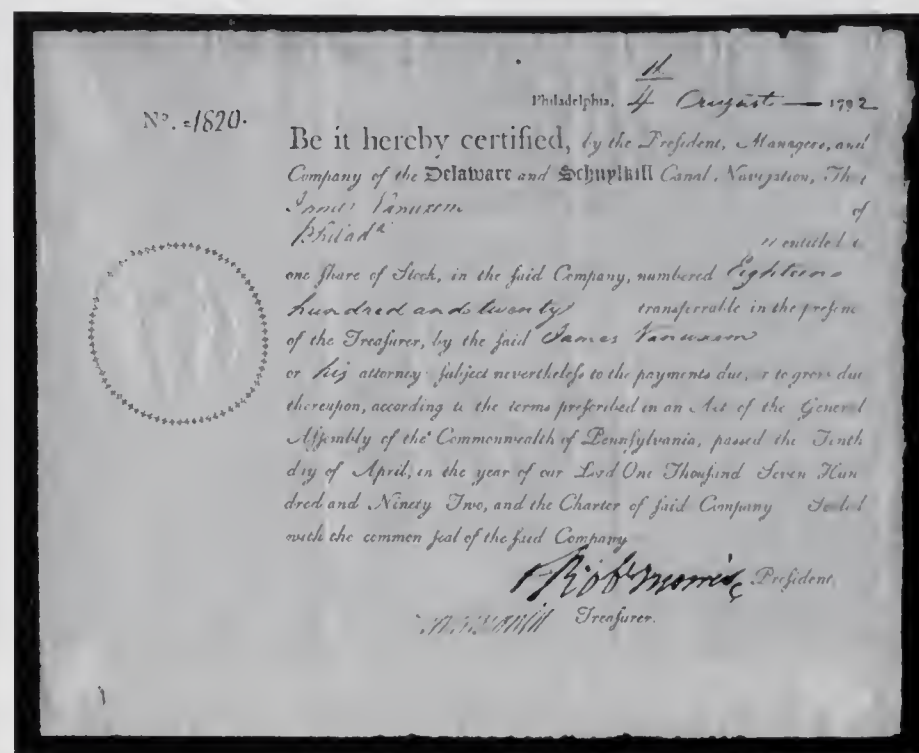 Philadelphia, 4th August — 1792
No. 1820.
Be it hereby certified, by the Preſident, Managers, and
Company of the Delaware and Schuylkill Canal Navigation, That
James Vanuxem of
Philada is entitled to
one ſhare of Stock, in the ſaid Company, numbered Eighteen
hundred and twenty transferrable in the preſence
of the Treaſurer, by the ſaid James Vanuxem
or his attorney ſubject nevertheleſs to the payments due, or to grow due
thereupon, according to the terms preſcribed in an Act of the General
Aſſembly of the Commonwealth of Pennſylvania, paſſed the Tenth
day of April, in the year of our Lord One Thouſand Seven Hun
dred and Ninety Two, and the Charter of ſaid Company Sealed
with the common ſeal of the ſaid Company
Robt Morris, Preſident
Treaſurer.